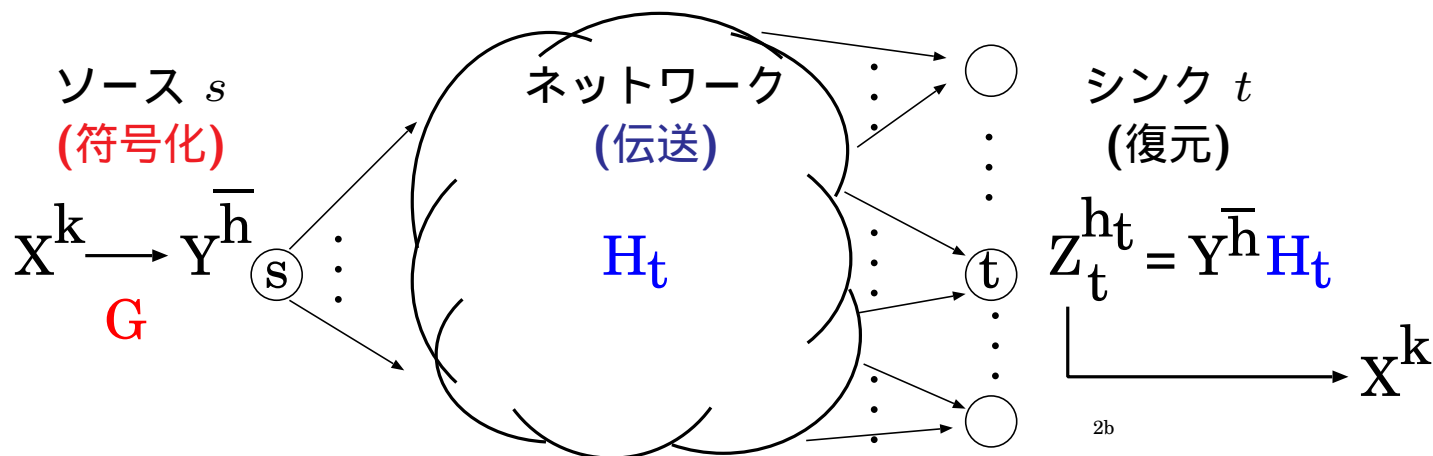 ソース s
(符号化)
X^k → Y^h̅
G
s
ネットワーク
(伝送)
H_t
シンク t
(復元)
t
Z_t^{h_t} = Y^h̅ H_t
X^k
2b